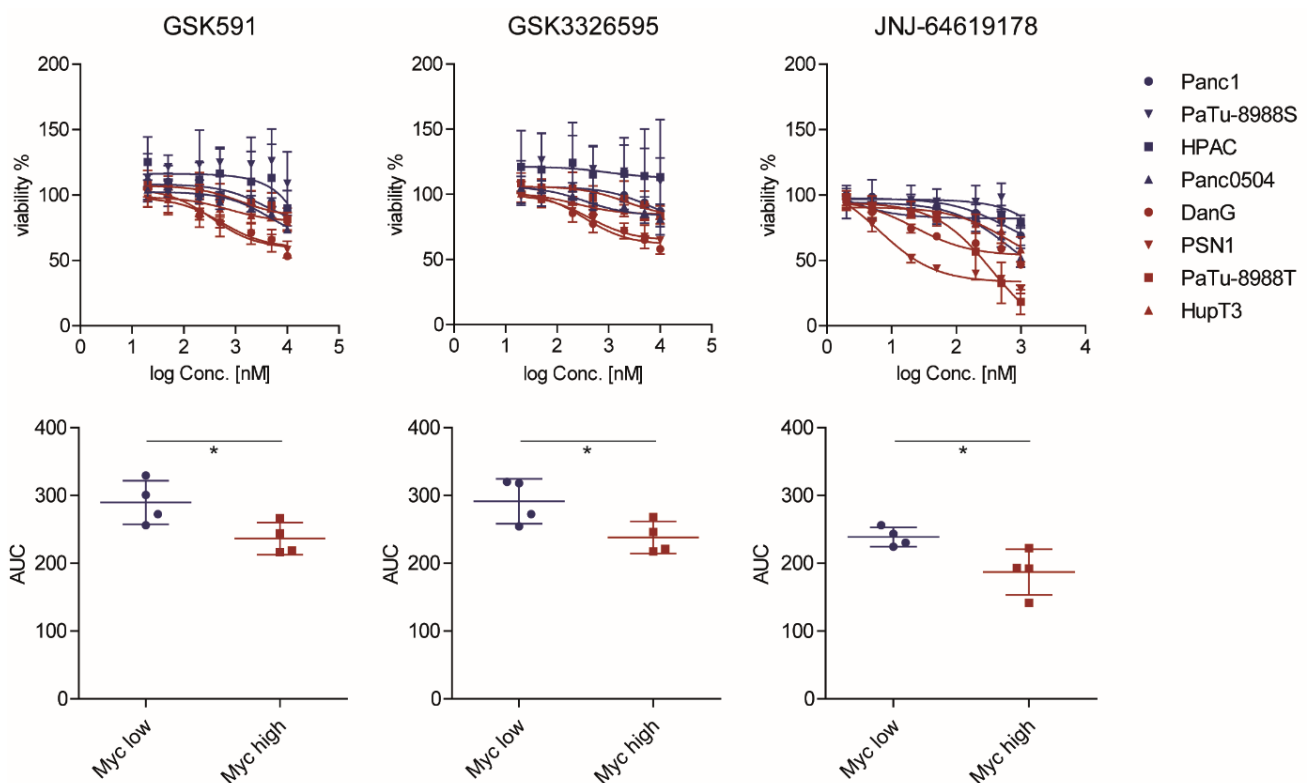 GSK591
GSK3326595
JNJ-64619178
200
150
100
50
0
viability %
0 1 2 3 4 5
log Conc. [nM]
200
150
100
50
0
viability %
0 1 2 3 4 5
log Conc. [nM]
200
150
100
50
0
viability %
0 1 2 3 4
log Conc. [nM]
Panc1
PaTu-8988S
HPAC
Panc0504
DanG
PSN1
PaTu-8988T
HupT3
400
300
200
100
0
AUC
*
Myc low
Myc high
400
300
200
100
0
AUC
*
Myc low
Myc high
400
300
200
100
0
AUC
*
Myc low
Myc high